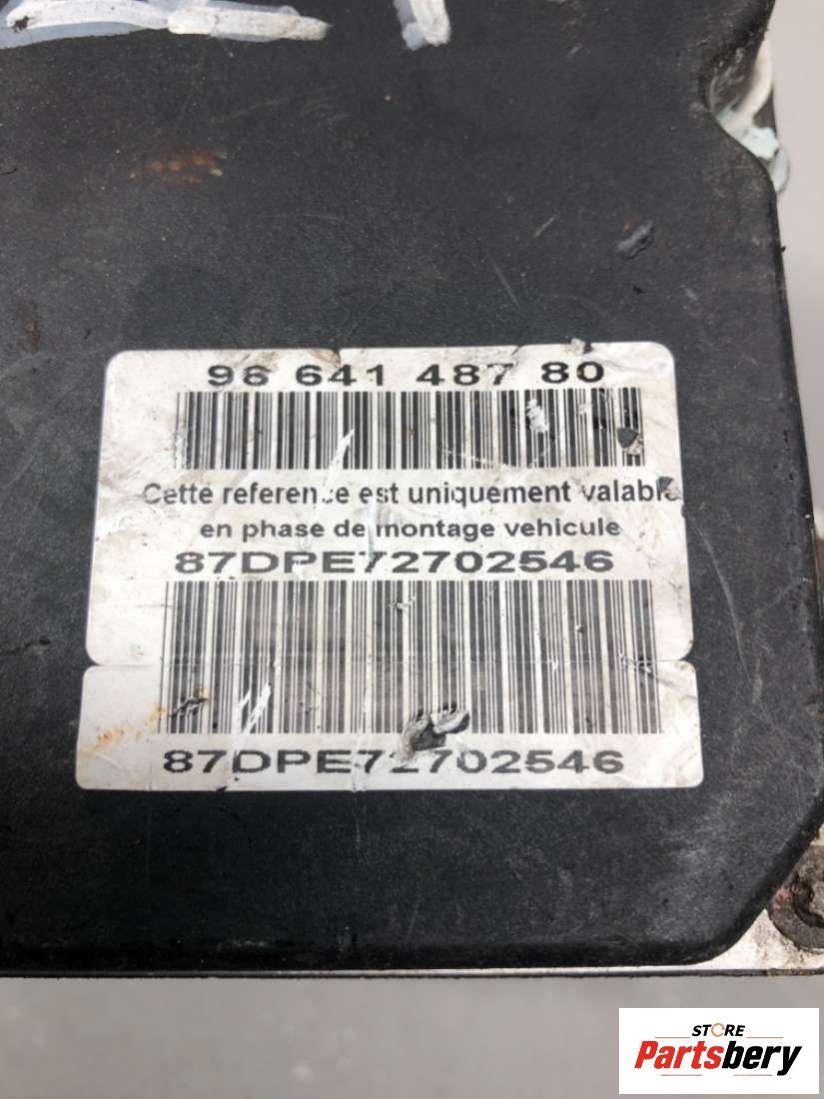 96 641 487 80
Cette reference est uniquement valable
en phase de montage vehicule
87DPE72702546
87DPE72702546
STORE
Partsbery